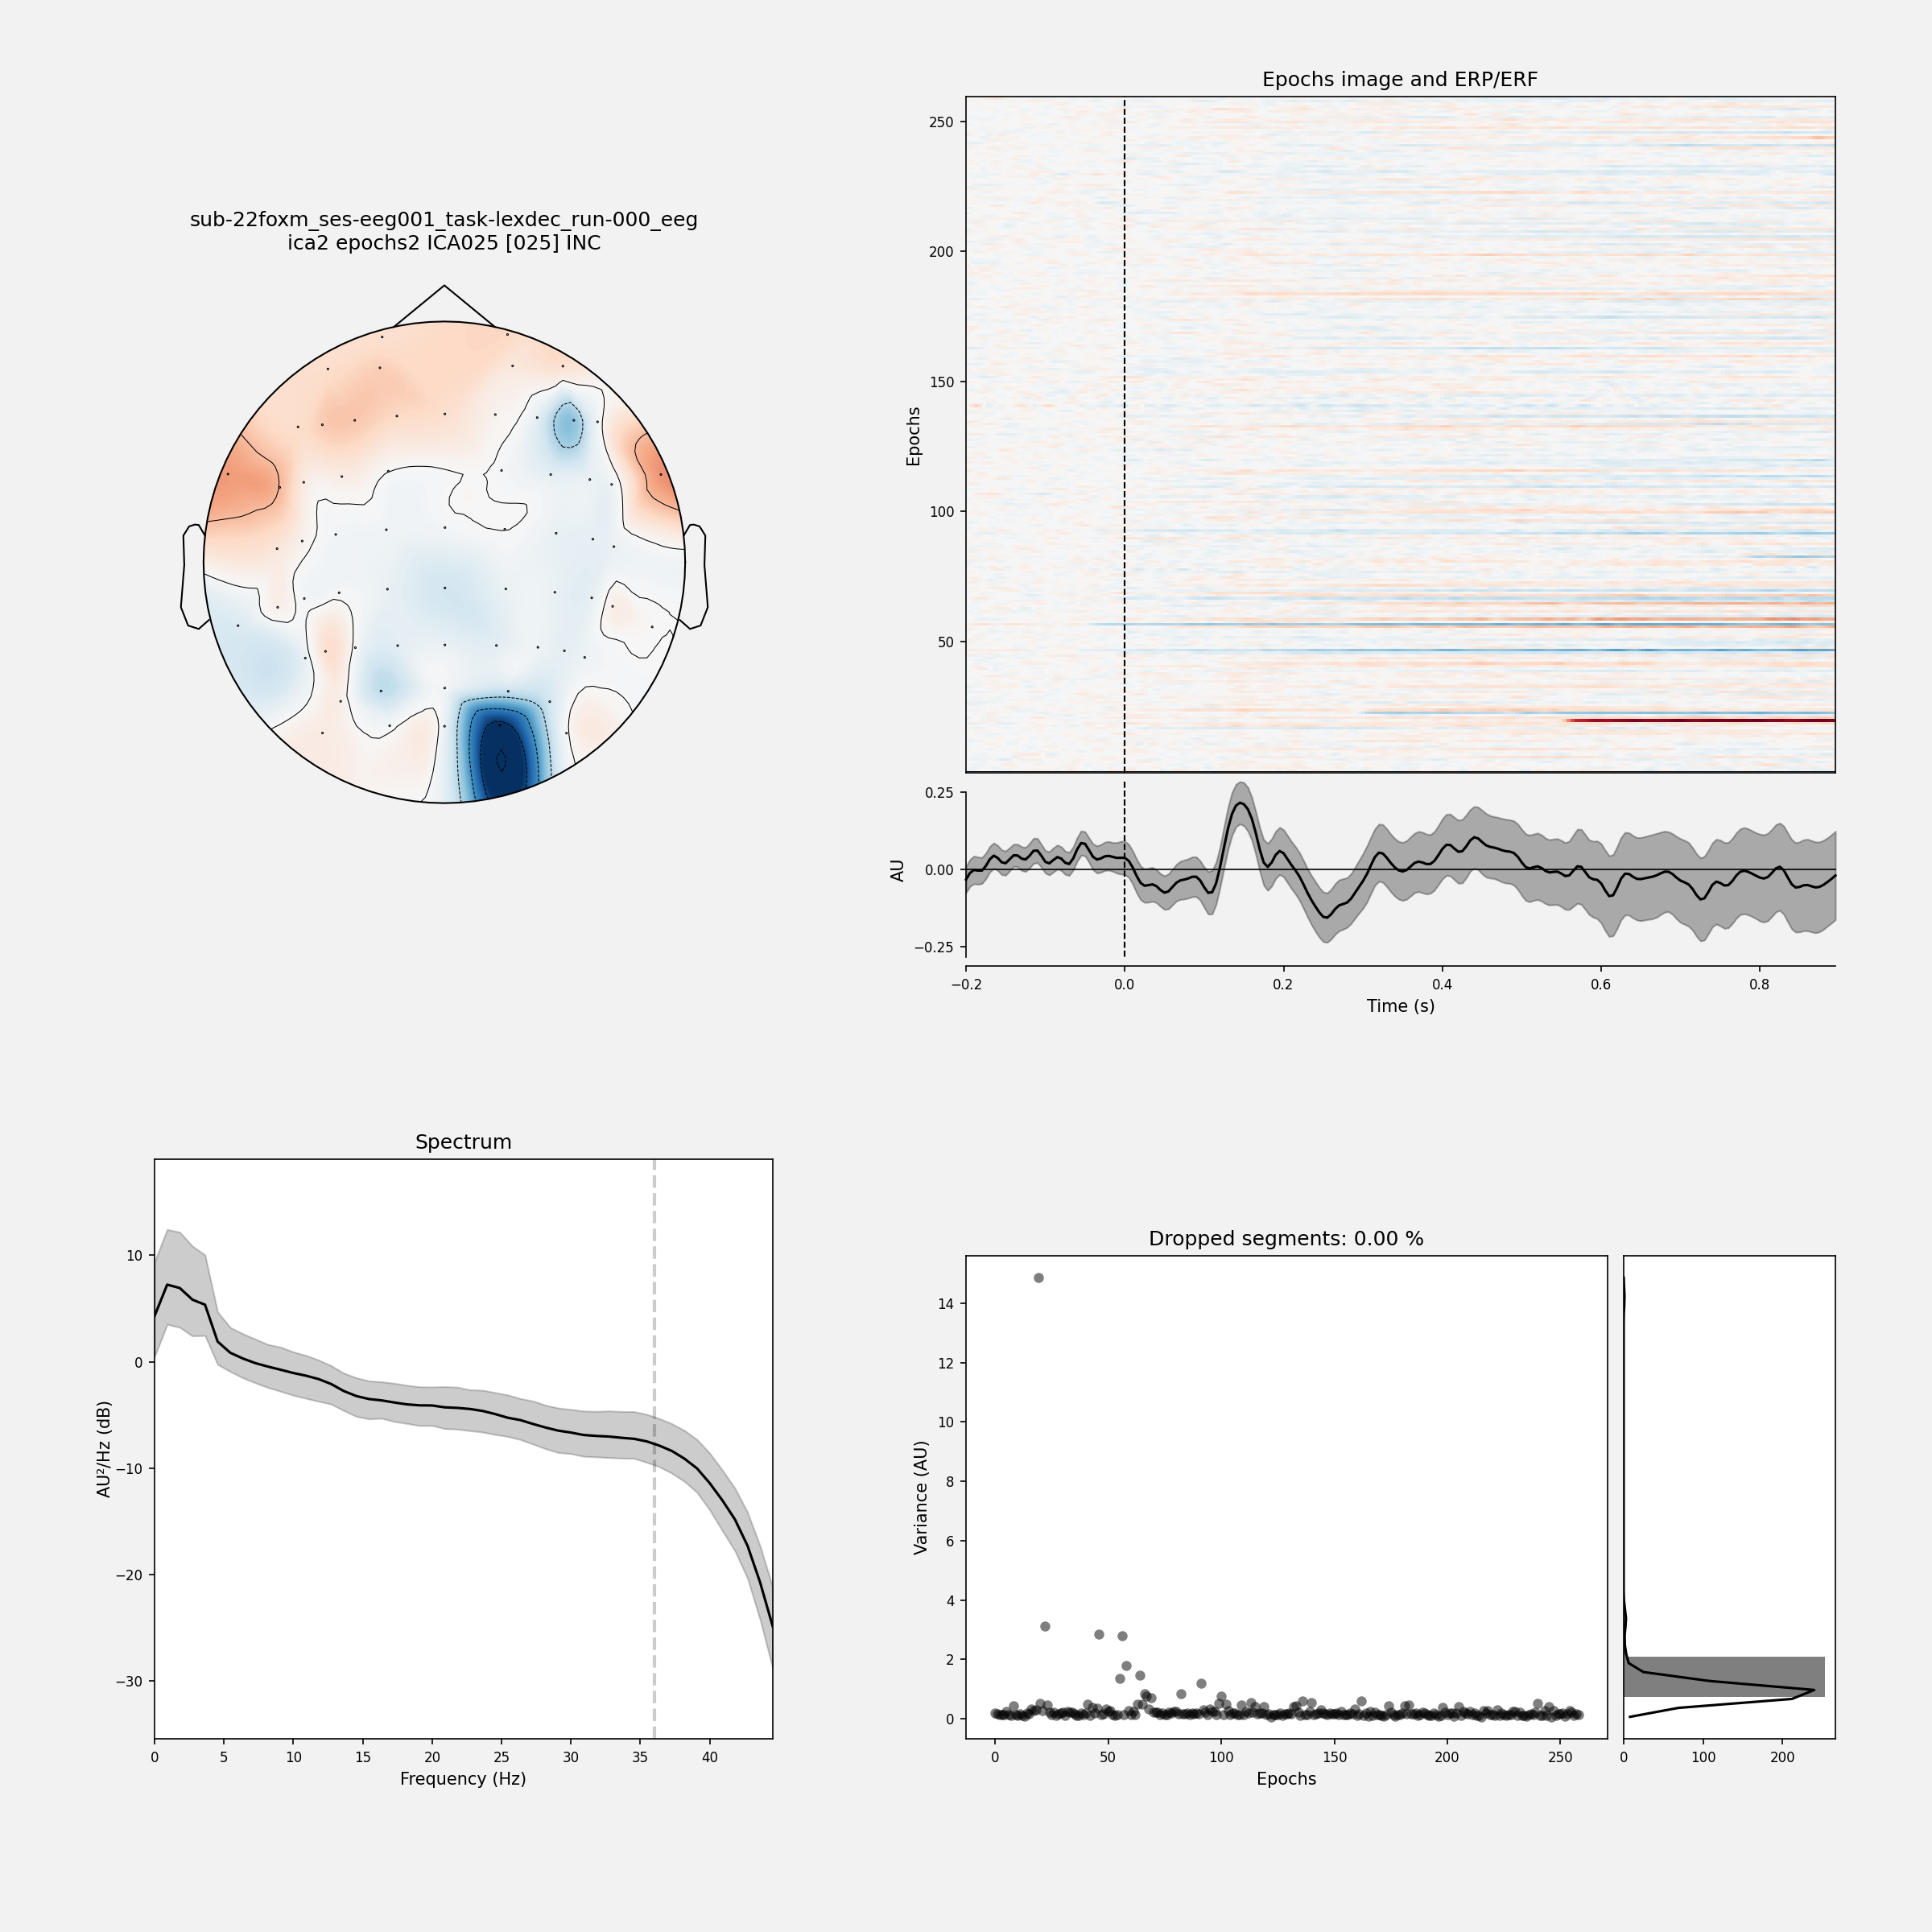 sub-22foxm_ses-eeg001_task-lexdec_run-000_eeg
ica2 epochs2 ICA025 [025] INC
Epochs image and ERP/ERF
250
200
150
100
50
Epochs
0.25
0.00
−0.25
AU
−0.2 0.0 0.2 0.4 0.6 0.8
Time (s)
Spectrum
10
0
−10
−20
−30
AU²/Hz (dB)
0 5 10 15 20 25 30 35 40
Frequency (Hz)
Dropped segments: 0.00 %
14
12
10
8
6
4
2
0
Variance (AU)
0 50 100 150 200 250
Epochs
0 100 200